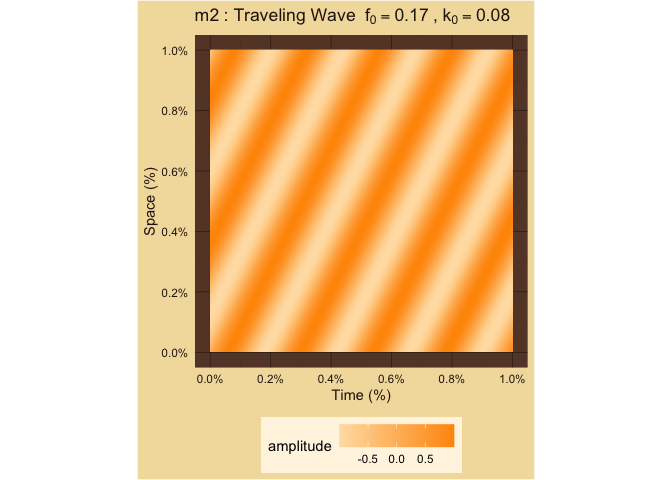 m2 : Traveling Wave f₀ = 0.17 , k₀ = 0.08
1.0%
0.8%
0.6%
0.4%
0.2%
0.0%
Space (%)
0.0% 0.2% 0.4% 0.6% 0.8% 1.0%
Time (%)
amplitude
-0.5 0.0 0.5